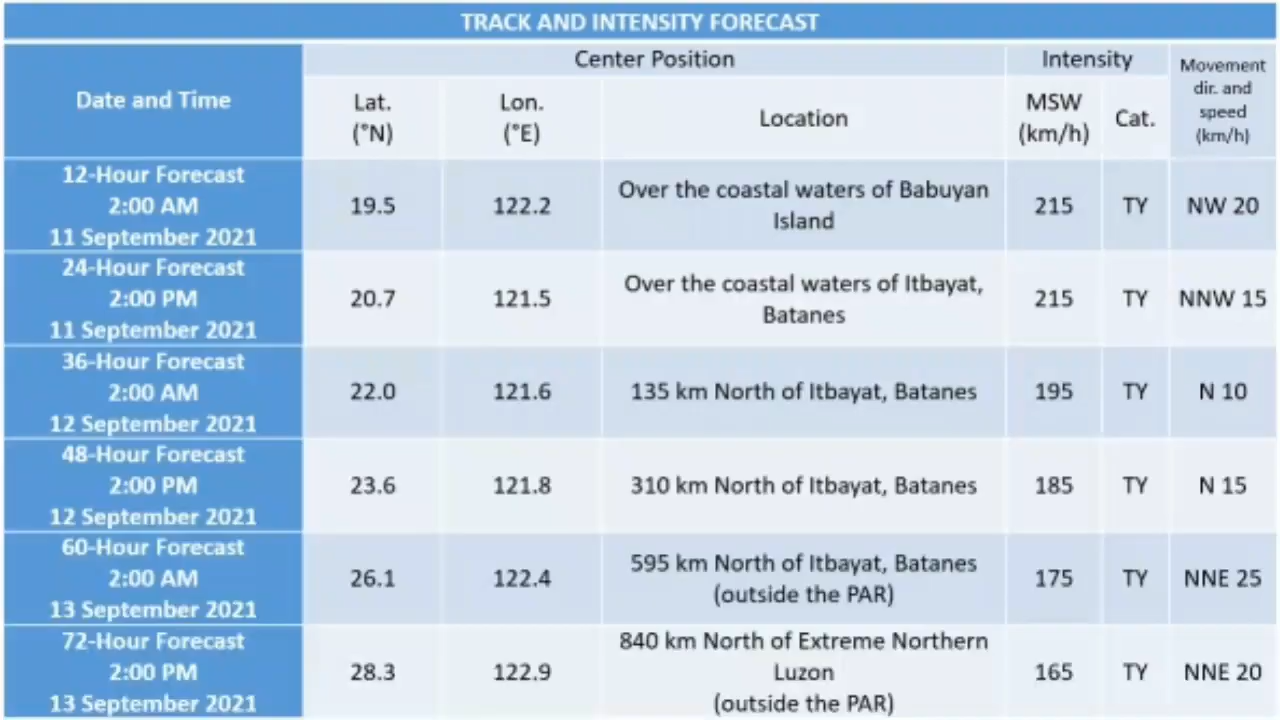 TRACK AND INTENSITY FORECAST
Date and Time
Center Position
Intensity
Movement
dir. and
speed
(km/h)
Lat.
(°N)
Lon.
(°E)
Location
MSW
(km/h)
Cat.
12-Hour Forecast
2:00 AM
11 September 2021
19.5
122.2
Over the coastal waters of Babuyan
Island
215
TY
NW 20
24-Hour Forecast
2:00 PM
11 September 2021
20.7
121.5
Over the coastal waters of Itbayat,
Batanes
215
TY
NNW 15
36-Hour Forecast
2:00 AM
12 September 2021
22.0
121.6
135 km North of Itbayat, Batanes
195
TY
N 10
48-Hour Forecast
2:00 PM
12 September 2021
23.6
121.8
310 km North of Itbayat, Batanes
185
TY
N 15
60-Hour Forecast
2:00 AM
13 September 2021
26.1
122.4
595 km North of Itbayat, Batanes
(outside the PAR)
175
TY
NNE 25
72-Hour Forecast
2:00 PM
13 September 2021
28.3
122.9
840 km North of Extreme Northern
Luzon
(outside the PAR)
165
TY
NNE 20